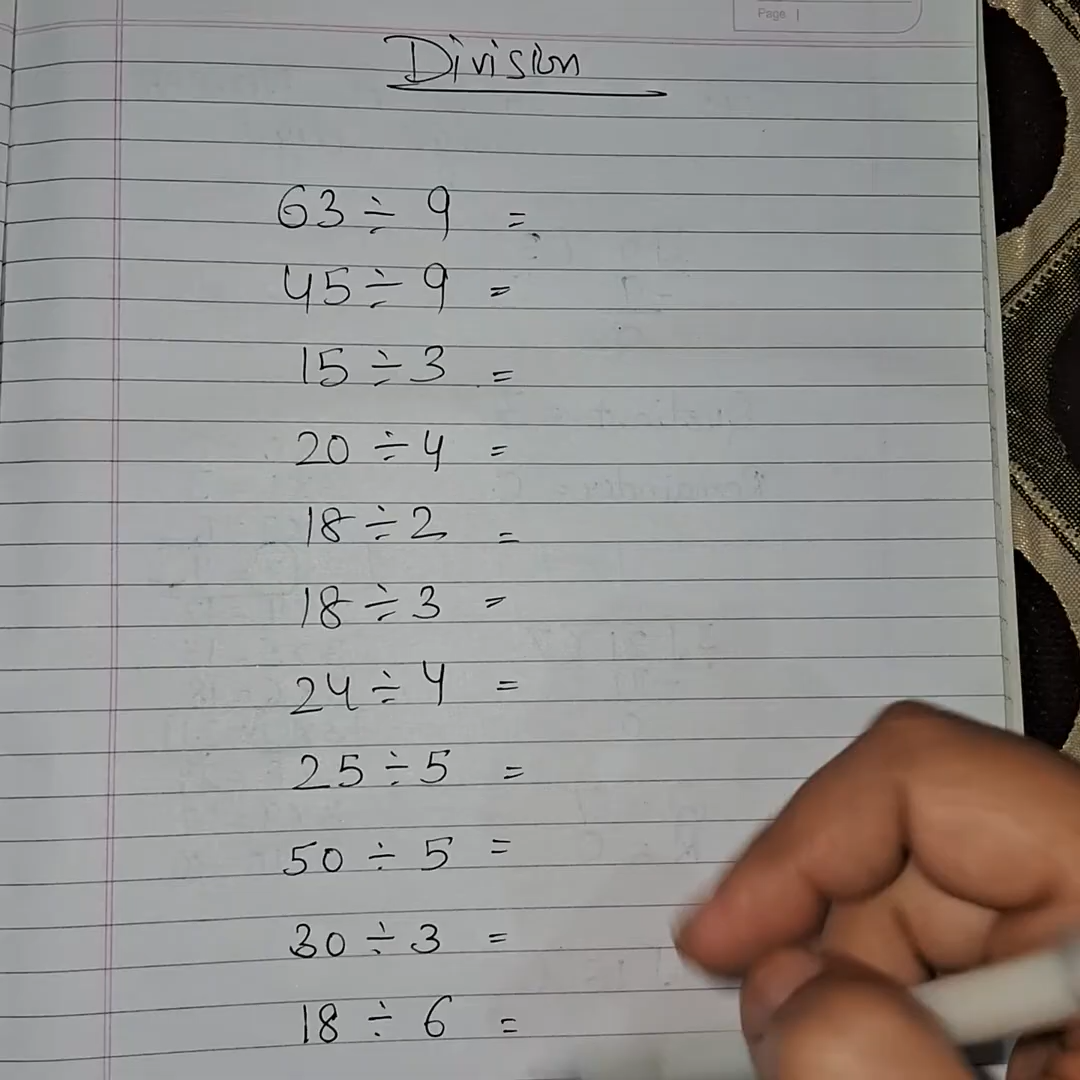 Page 1
Division
63 ÷ 9 =
45 ÷ 9 =
15 ÷ 3 =
20 ÷ 4 =
18 ÷ 2 =
18 ÷ 3 =
24 ÷ 4 =
25 ÷ 5 =
50 ÷ 5 =
30 ÷ 3 =
18 ÷ 6 =